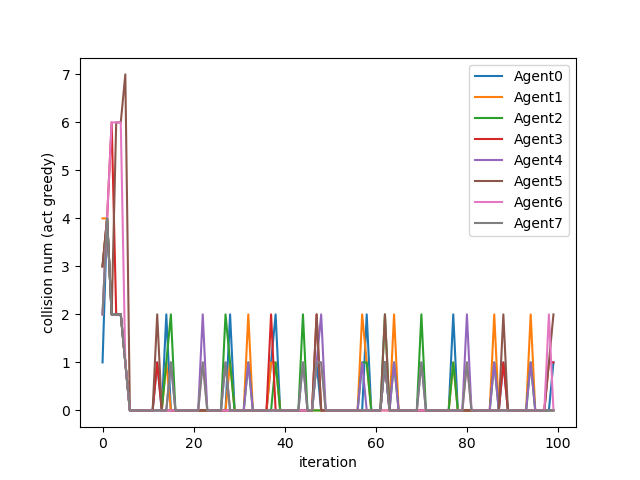 7
6
5
4
3
2
1
0
collision num (act greedy)
0 20 40 60 80 100
iteration
Agent0
Agent1
Agent2
Agent3
Agent4
Agent5
Agent6
Agent7